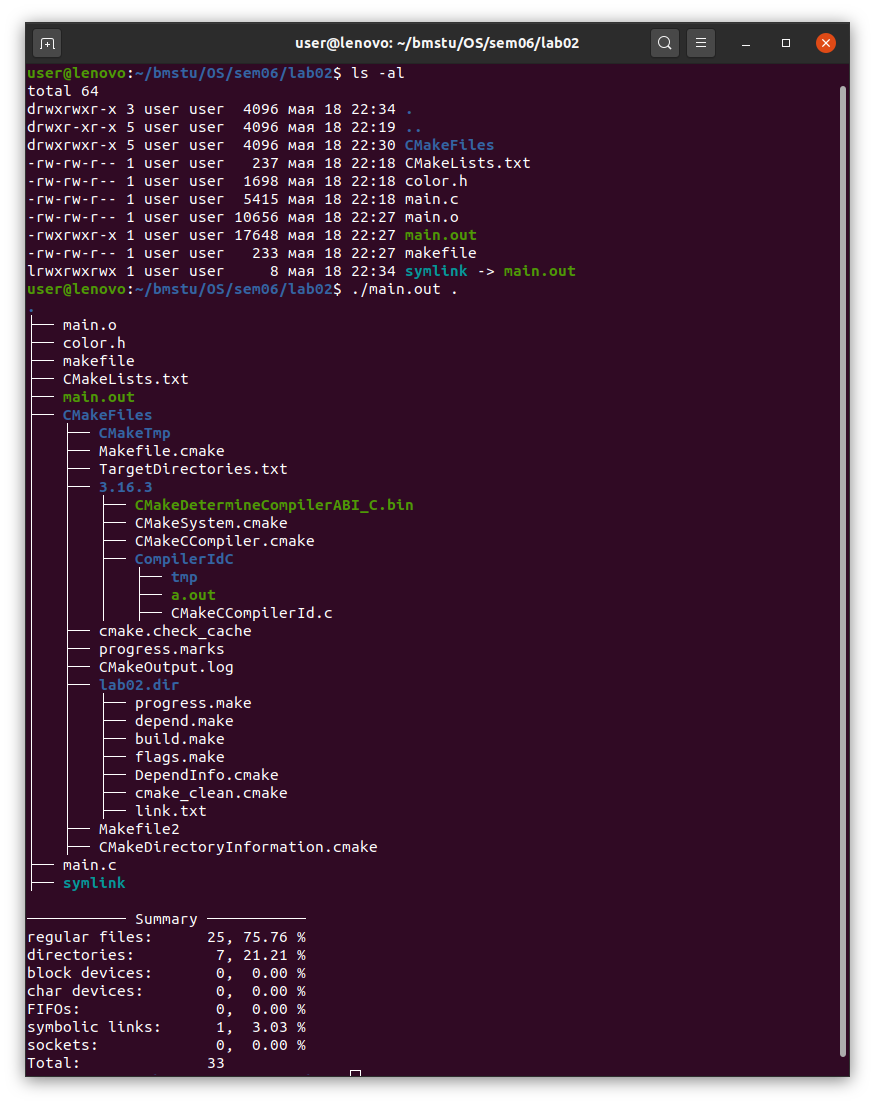 user@lenovo: ~/bmstu/OS/sem06/lab02
user@lenovo:~/bmstu/OS/sem06/lab02$ ls -al
total 64
drwxrwxr-x 3 user user  4096 мая 18 22:34 .
drwxr-xr-x 5 user user  4096 мая 18 22:19 ..
drwxrwxr-x 5 user user  4096 мая 18 22:30 CMakeFiles
-rw-rw-r-- 1 user user   237 мая 18 22:18 CMakeLists.txt
-rw-rw-r-- 1 user user  1698 мая 18 22:18 color.h
-rw-rw-r-- 1 user user  5415 мая 18 22:18 main.c
-rw-rw-r-- 1 user user 10656 мая 18 22:27 main.o
-rwxrwxr-x 1 user user 17648 мая 18 22:27 main.out
-rw-rw-r-- 1 user user   233 мая 18 22:27 makefile
lrwxrwxrwx 1 user user     8 мая 18 22:34 symlink -> main.out
user@lenovo:~/bmstu/OS/sem06/lab02$ ./main.out .
.
├── main.o
├── color.h
├── makefile
├── CMakeLists.txt
├── main.out
├── CMakeFiles
│   ├── CMakeTmp
│   ├── Makefile.cmake
│   ├── TargetDirectories.txt
│   ├── 3.16.3
│   │   ├── CMakeDetermineCompilerABI_C.bin
│   │   ├── CMakeSystem.cmake
│   │   ├── CMakeCCompiler.cmake
│   │   ├── CompilerIdC
│   │   │   ├── tmp
│   │   │   ├── a.out
│   │   │   ├── CMakeCCompilerId.c
│   ├── cmake.check_cache
│   ├── progress.marks
│   ├── CMakeOutput.log
│   ├── lab02.dir
│   │   ├── progress.make
│   │   ├── depend.make
│   │   ├── build.make
│   │   ├── flags.make
│   │   ├── DependInfo.cmake
│   │   ├── cmake_clean.cmake
│   │   ├── link.txt
│   ├── Makefile2
│   ├── CMakeDirectoryInformation.cmake
├── main.c
├── symlink
─────────── Summary ───────────
regular files:      25, 75.76 %
directories:         7, 21.21 %
block devices:       0,  0.00 %
char devices:        0,  0.00 %
FIFOs:               0,  0.00 %
symbolic links:      1,  3.03 %
sockets:             0,  0.00 %
Total:              33